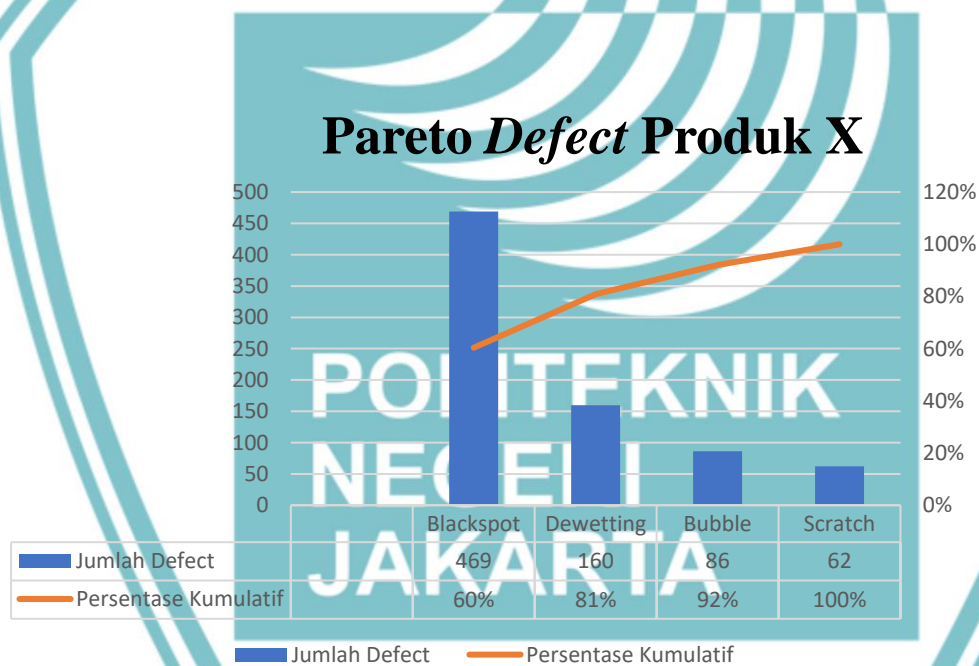 Pareto Defect Produk X
500
450
400
350
300
250
200
150
100
50
0
120%
100%
80%
60%
40%
20%
0%
POLITEKNIK
NEGERI
JAKARTA
Blackspot Dewetting Bubble Scratch
Jumlah Defect 469 160 86 62
Persentase Kumulatif 60% 81% 92% 100%
Jumlah Defect Persentase Kumulatif